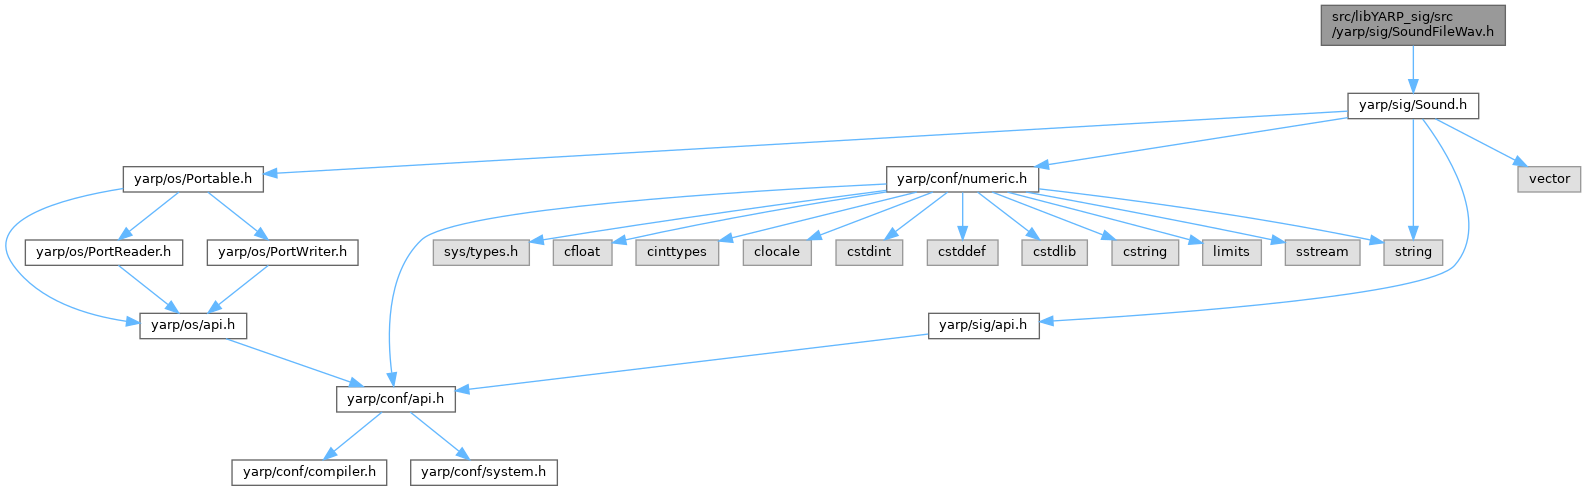 src/libYARP_sig/src
/yarp/sig/SoundFileWav.h
yarp/sig/Sound.h
yarp/os/Portable.h
yarp/conf/numeric.h
vector
yarp/os/PortReader.h
yarp/os/PortWriter.h
sys/types.h
cfloat
cinttypes
clocale
cstdint
cstddef
cstdlib
cstring
limits
sstream
string
yarp/os/api.h
yarp/sig/api.h
yarp/conf/api.h
yarp/conf/compiler.h
yarp/conf/system.h